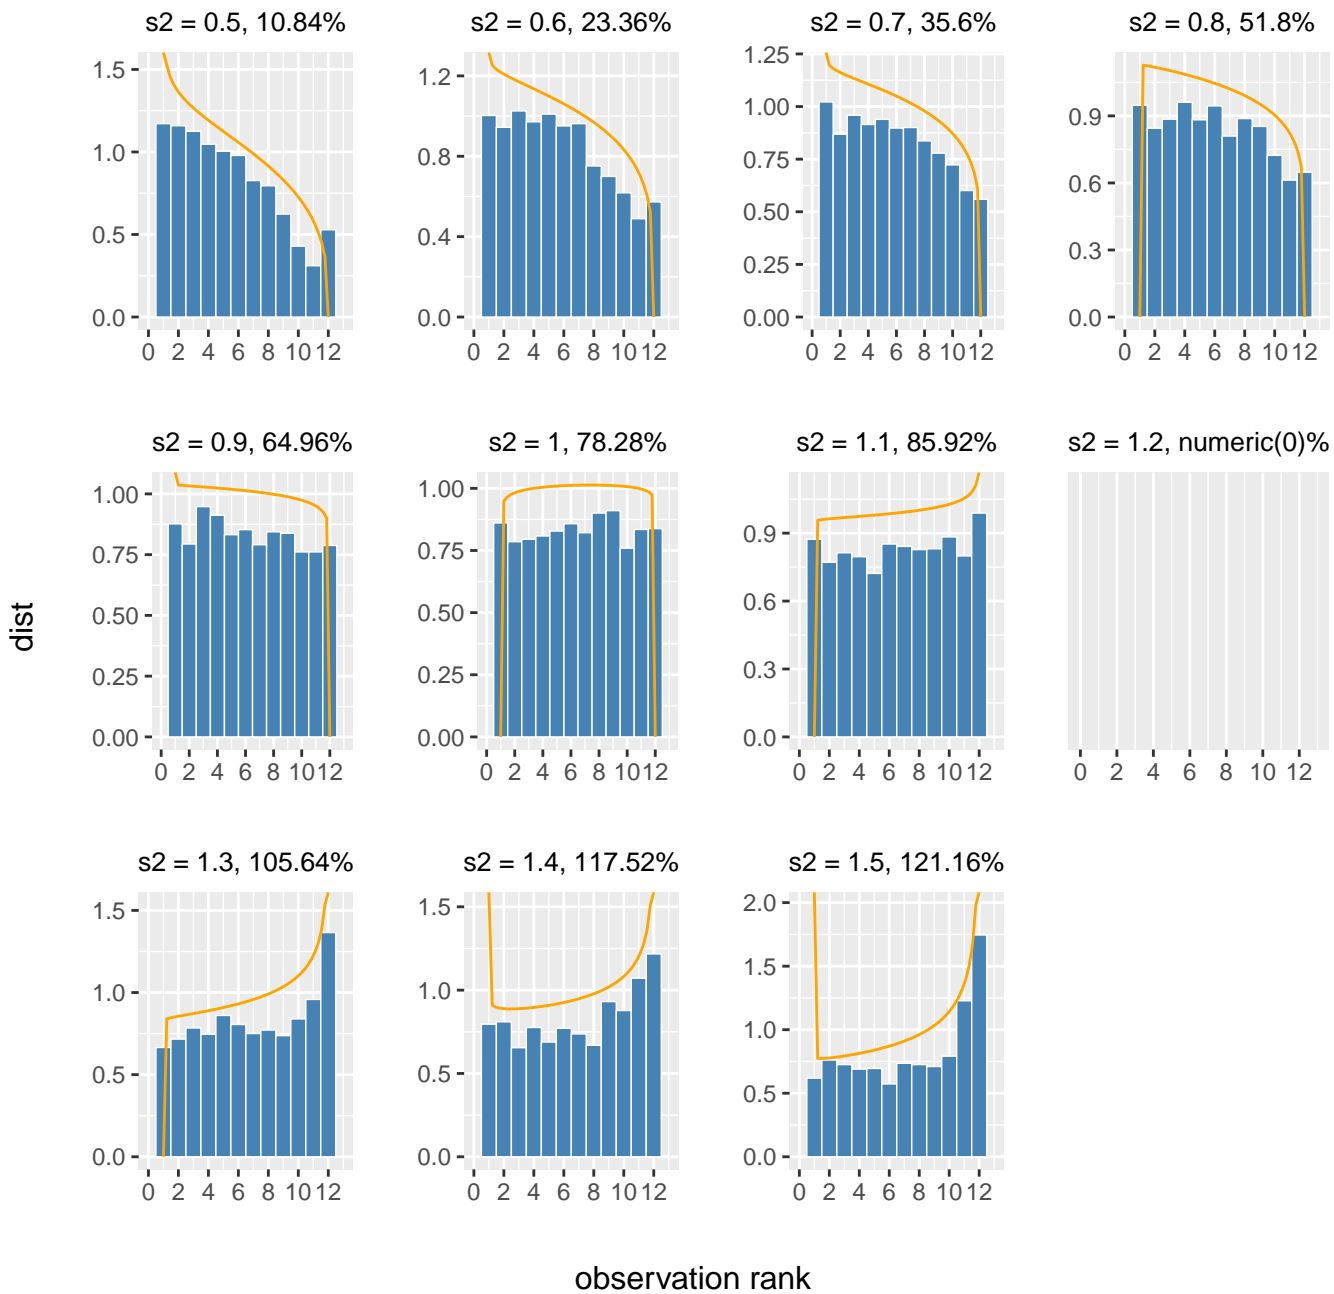 s2 = 0.5, 10.84%
s2 = 0.6, 23.36%
s2 = 0.7, 35.6%
s2 = 0.8, 51.8%
1.5
1.0
0.5
0.0
0 2 4 6 8 10 12
1.2
0.8
0.4
0.0
0 2 4 6 8 10 12
1.25
1.00
0.75
0.50
0.25
0.00
0 2 4 6 8 10 12
0.9
0.6
0.3
0.0
0 2 4 6 8 10 12
s2 = 0.9, 64.96%
s2 = 1, 78.28%
s2 = 1.1, 85.92%
s2 = 1.2, numeric(0)%
dist
1.00
0.75
0.50
0.25
0.00
0 2 4 6 8 10 12
1.00
0.75
0.50
0.25
0.00
0 2 4 6 8 10 12
0.9
0.6
0.3
0.0
0 2 4 6 8 10 12
0 2 4 6 8 10 12
s2 = 1.3, 105.64%
s2 = 1.4, 117.52%
s2 = 1.5, 121.16%
1.5
1.0
0.5
0.0
0 2 4 6 8 10 12
1.5
1.0
0.5
0.0
0 2 4 6 8 10 12
2.0
1.5
1.0
0.5
0.0
0 2 4 6 8 10 12
observation rank